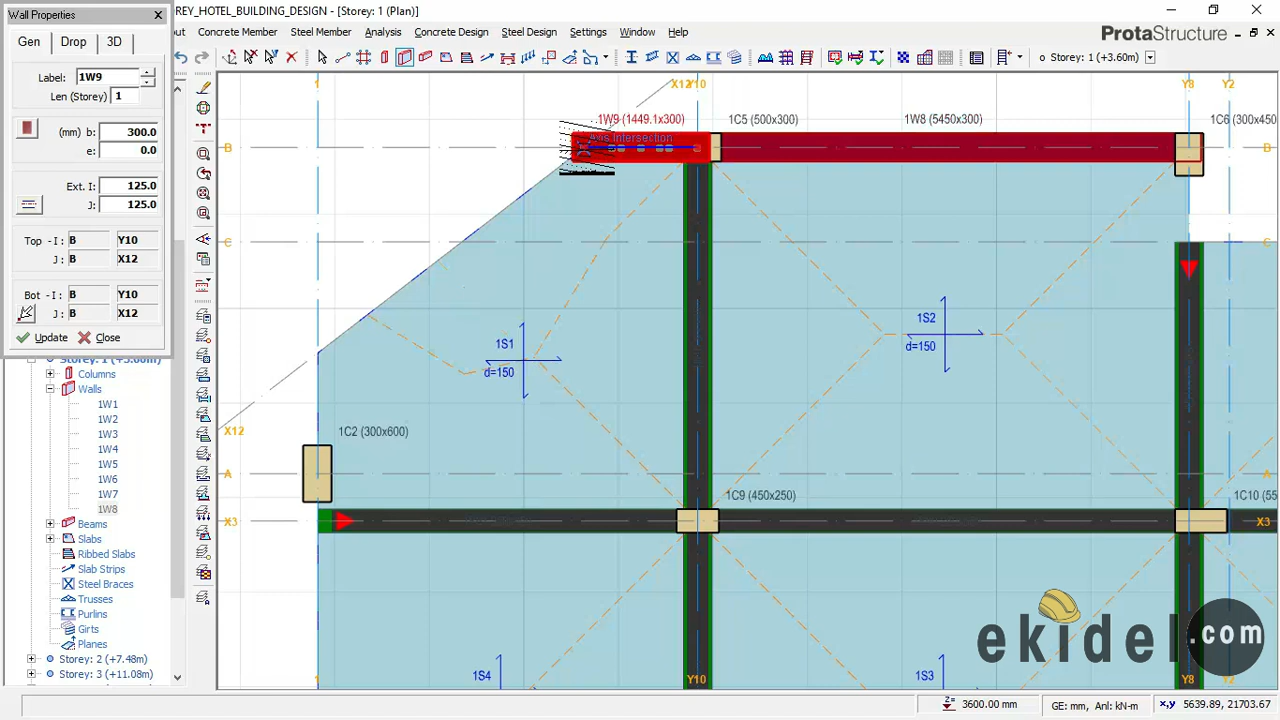 Wall Properties
REY_HOTEL_BUILDING_DESIGN - [Storey: 1 (Plan)]
Gen Drop 3D
out Concrete Member Steel Member Analysis Concrete Design Steel Design Settings Window Help
ProtaStructure
Label: 1W9
Len (Storey) 1
o Storey: 1 (+3.60m)
(mm) b: 300.0
e: 0.0
Ext. I: 125.0
J: 125.0
Top -I: B Y10
J: B X12
Bot -I: B Y10
J: B X12
Update Close
Storey: 1 (+3.60m)
Columns
Walls
1W1
1W2
1W3
1W4
1W5
1W6
1W7
1W8
Beams
Slabs
Ribbed Slabs
Slab Strips
Steel Braces
Trusses
Purlins
Girts
Planes
Storey: 2 (+7.48m)
Storey: 3 (+11.08m)
1 X12 Y10 Y8 Y2
1W9 (1449.1x300) 1C5 (500x300) 1W8 (5450x300) 1C6 (300x450
Axis Intersection
B B
C C
1S1
d=150
1S2
d=150
X12
1C2 (300x600)
A A
1C9 (450x250) 1C10 (55
X3 X3
1S4 1S3
1 Y10 Y8 Y2
ekidel.com
Z= 3600.00 mm GE: mm, Anl: kN-m x,y 5639.89, 21703.67